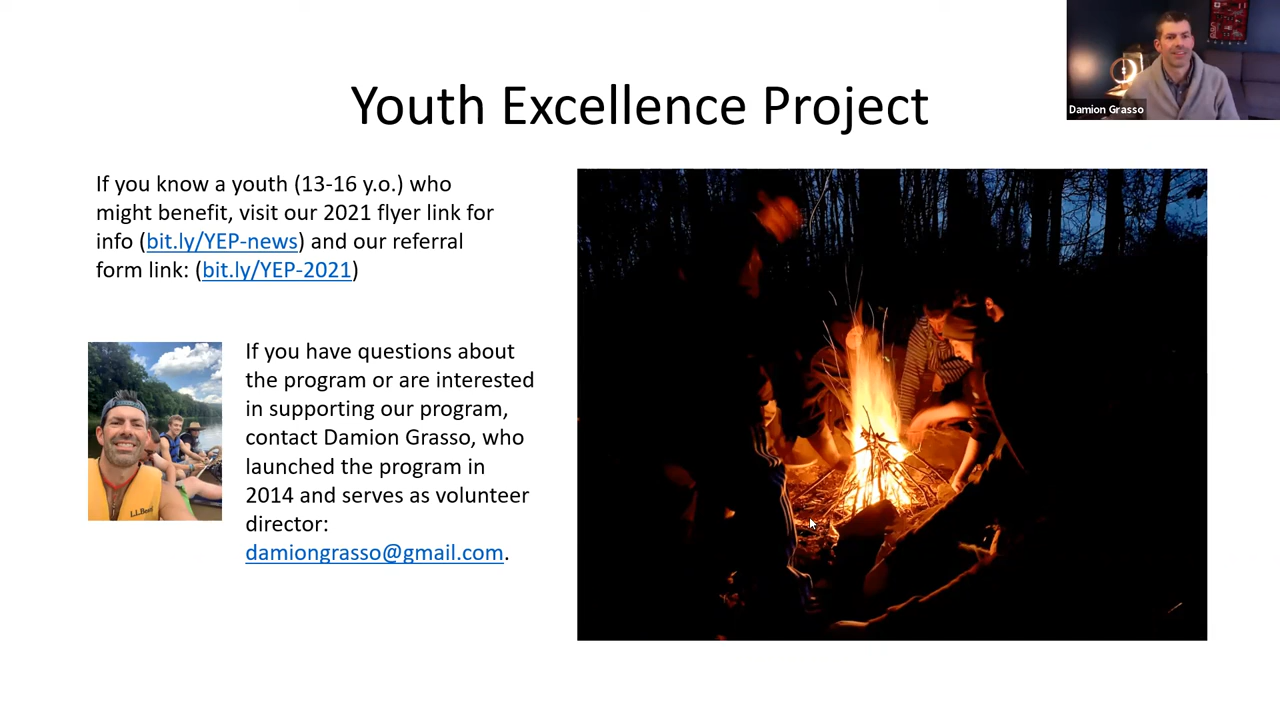 Youth Excellence Project
Damion Grasso
If you know a youth (13-16 y.o.) who
might benefit, visit our 2021 flyer link for
info (bit.ly/YEP-news) and our referral
form link: (bit.ly/YEP-2021)
If you have questions about
the program or are interested
in supporting our program,
contact Damion Grasso, who
launched the program in
2014 and serves as volunteer
director:
damiongrasso@gmail.com.
L.L.Bean